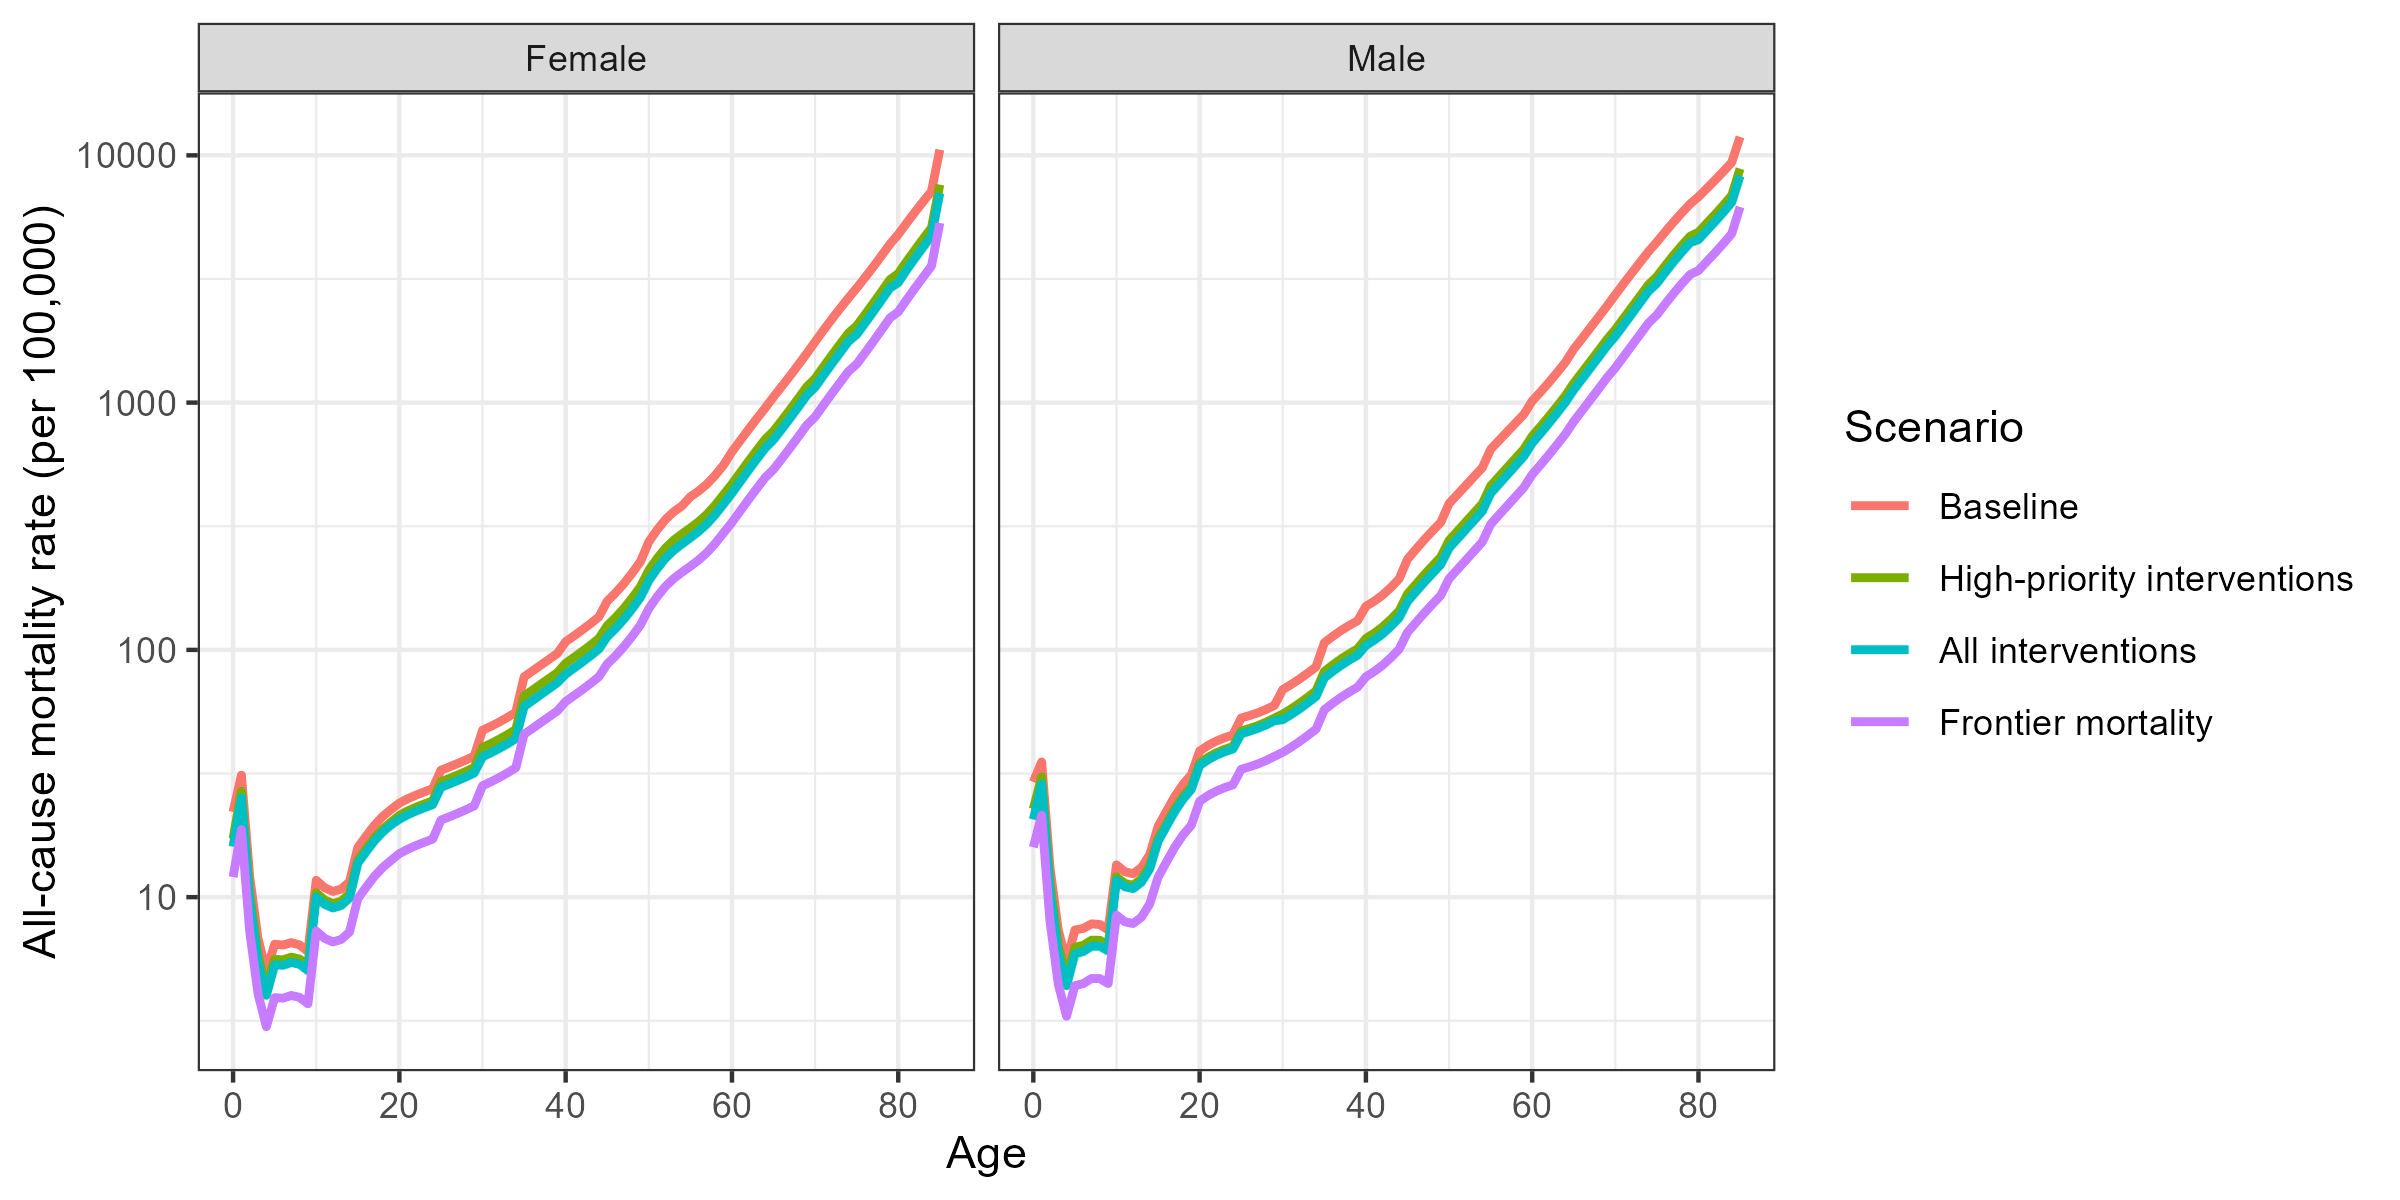 Female
Male
All-cause mortality rate (per 100,000)
10000
1000
100
10
0 20 40 60 80
0 20 40 60 80
Age
Scenario
Baseline
High-priority interventions
All interventions
Frontier mortality